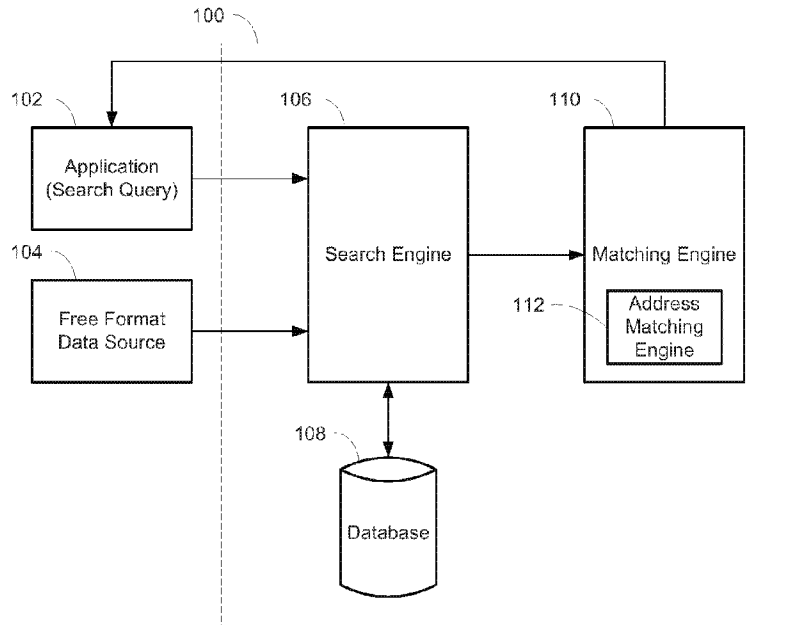 100
102
106
110
Application
(Search Query)
Search Engine
Matching Engine
104
Free Format
Data Source
112
Address
Matching
Engine
108
Database